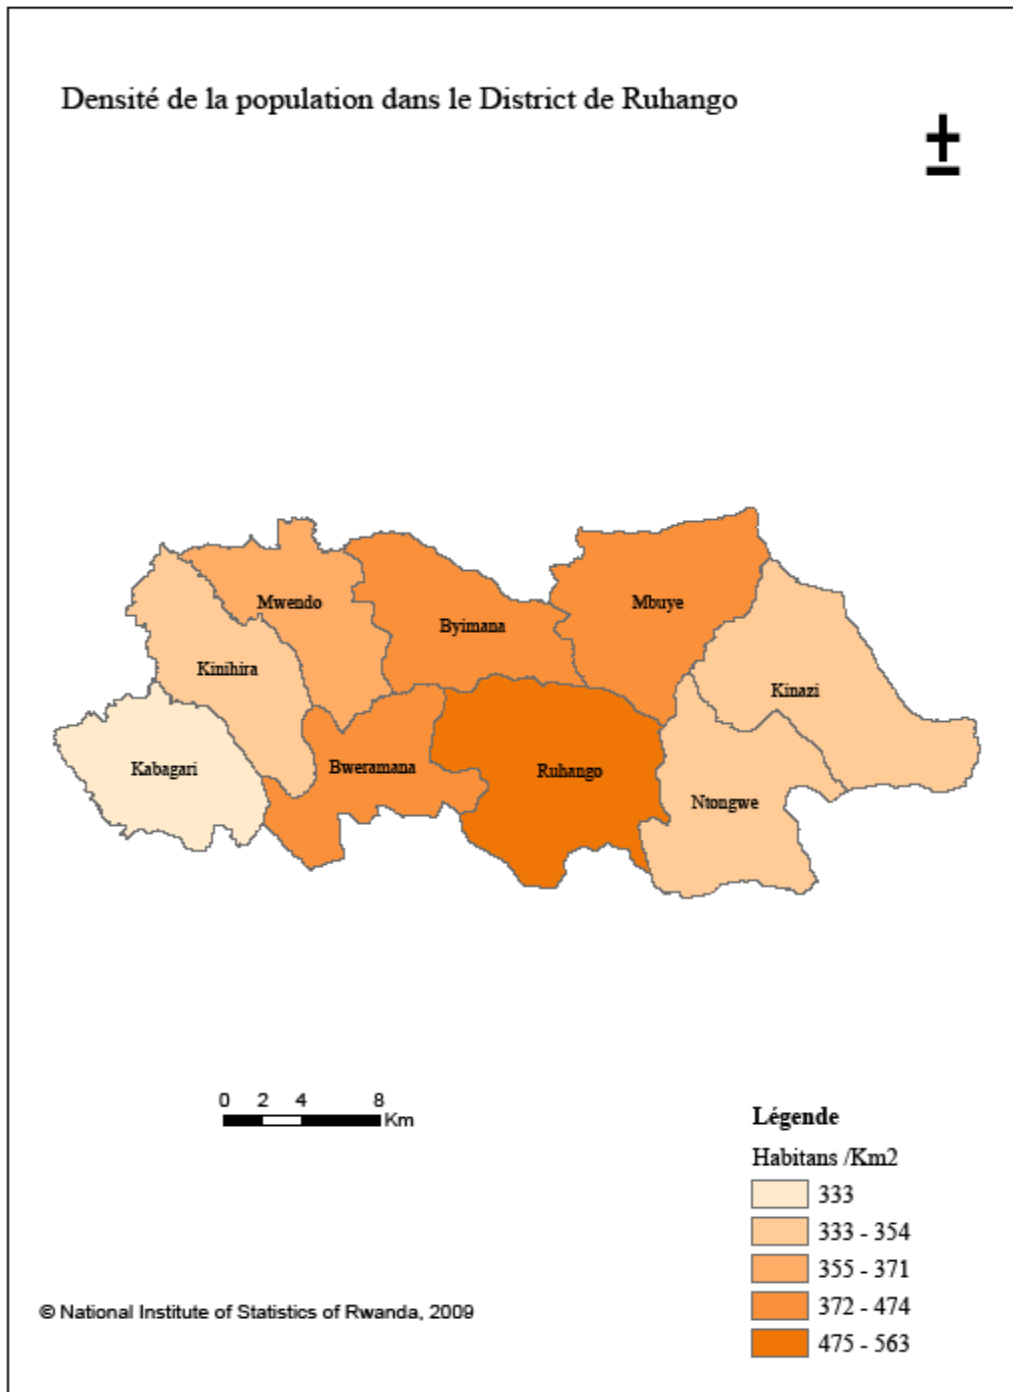 Densité de la population dans le District de Ruhango
Mwendo
Byimana
Mbuye
Kinihira
Kinazi
Kabagari
Bweramana
Ruhango
Ntongwe
0 2 4 8
Km
Légende
Habitans /Km2
333
333 - 354
355 - 371
372 - 474
475 - 563
© National Institute of Statistics of Rwanda, 2009